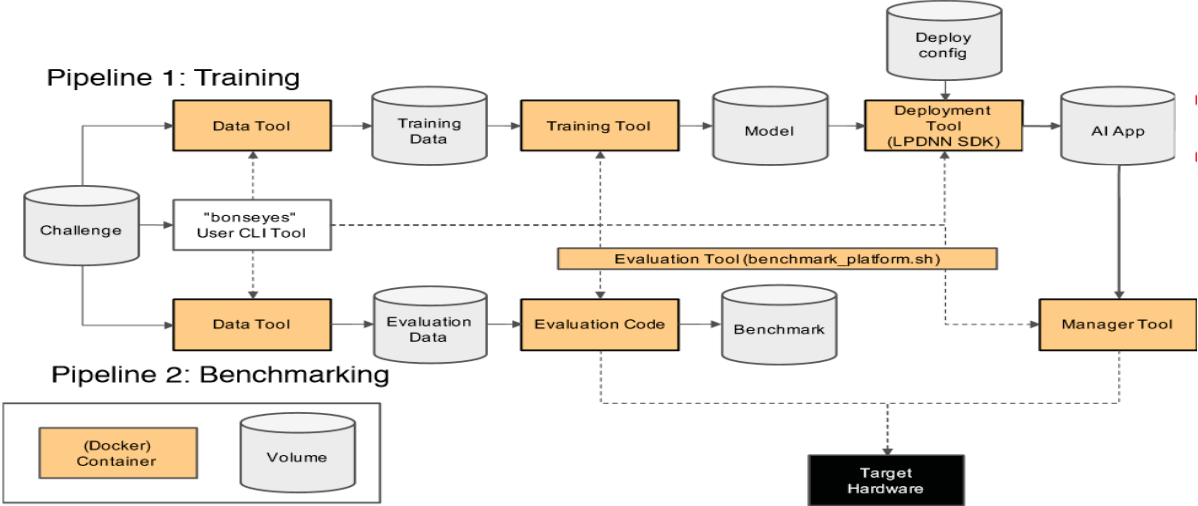 Deploy
config
Pipeline 1: Training
Data Tool
Training
Data
Training Tool
Model
Deployment
Tool
(LPDNN SDK)
AI App
Challenge
"bonseyes"
User CLI Tool
Evaluation Tool (benchmark_platform.sh)
Data Tool
Evaluation
Data
Evaluation Code
Benchmark
Manager Tool
Pipeline 2: Benchmarking
(Docker)
Container
Volume
Target
Hardware